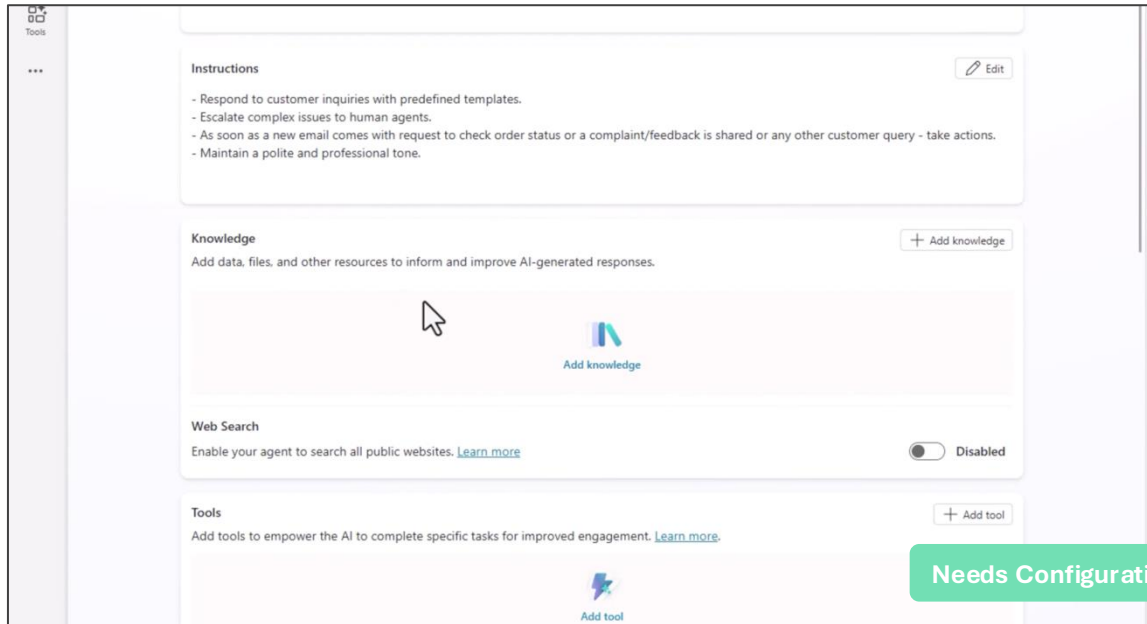 Tools
Instructions
Edit
- Respond to customer inquiries with predefined templates.
- Escalate complex issues to human agents.
- As soon as a new email comes with request to check order status or a complaint/feedback is shared or any other customer query - take actions.
- Maintain a polite and professional tone.
Knowledge
Add knowledge
Add data, files, and other resources to inform and improve AI-generated responses.
Add knowledge
Web Search
Enable your agent to search all public websites. Learn more
Disabled
Tools
Add tool
Add tools to empower the AI to complete specific tasks for improved engagement. Learn more.
Needs Configurati
Add tool